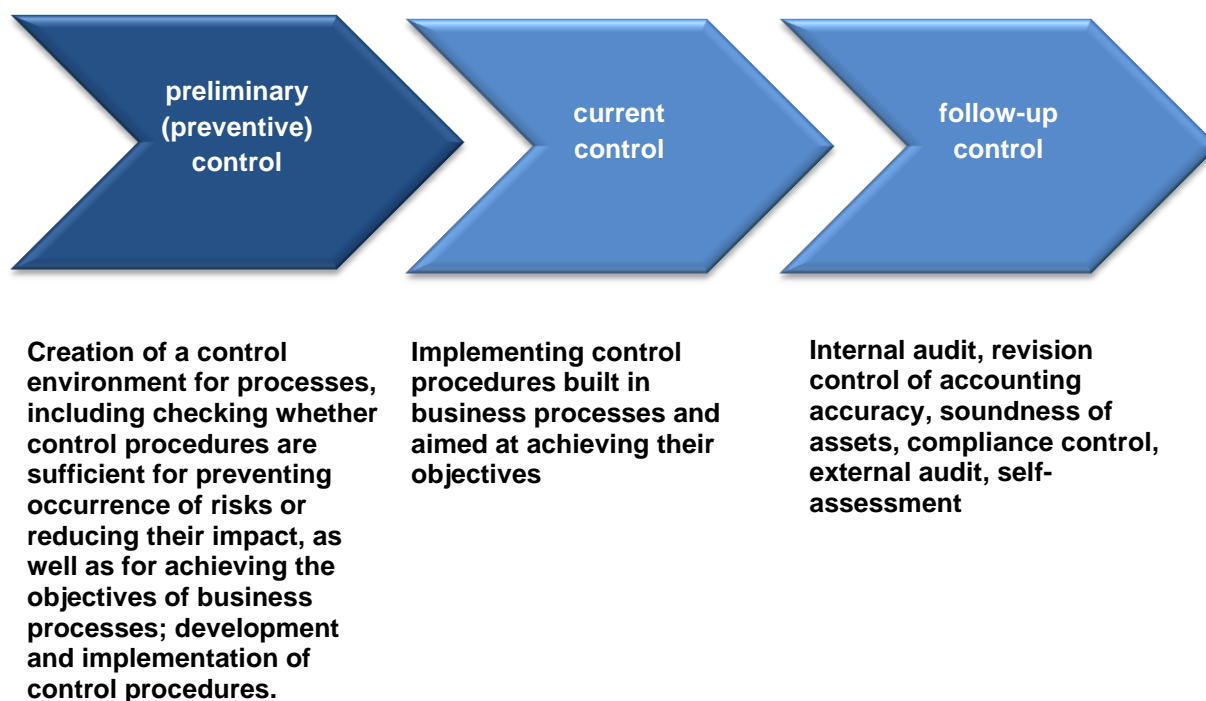 preliminary
(preventive)
control
current
control
follow-up
control
Creation of a control
environment for processes,
including checking whether
control procedures are
sufficient for preventing
occurrence of risks or
reducing their impact, as
well as for achieving the
objectives of business
processes; development
and implementation of
control procedures.
Implementing control
procedures built in
business processes and
aimed at achieving their
objectives
Internal audit, revision
control of accounting
accuracy, soundness of
assets, compliance control,
external audit, self-
assessment